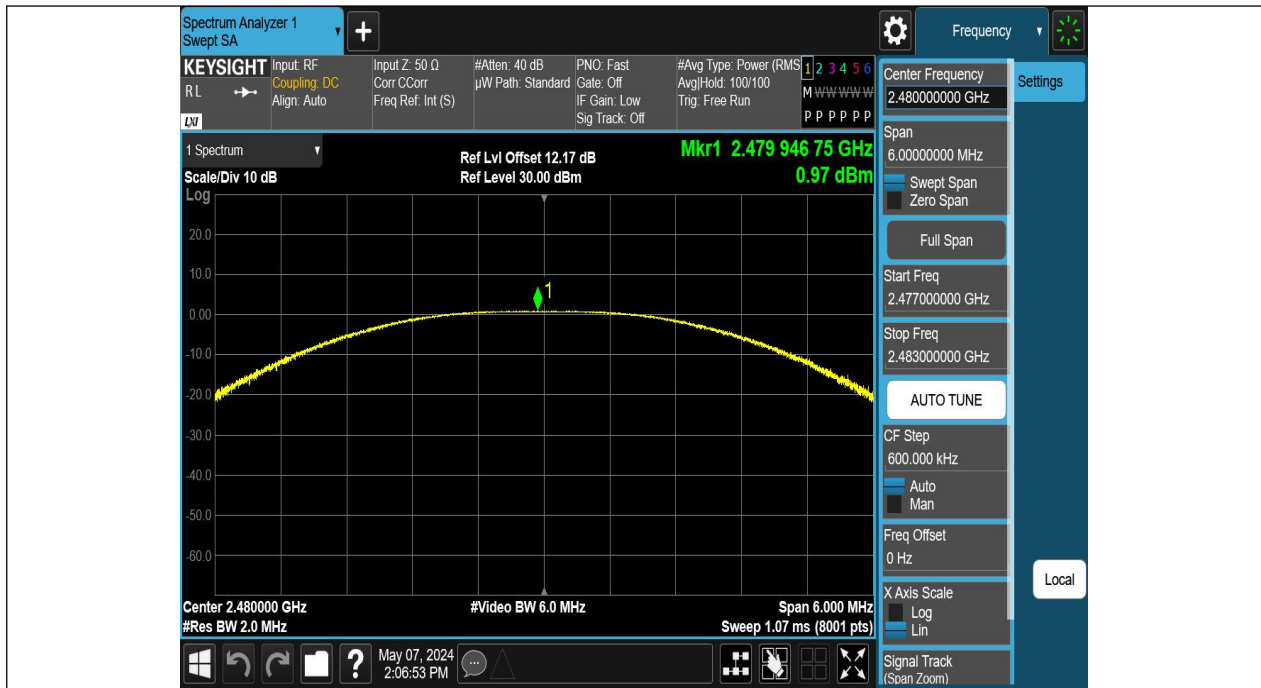 Spectrum Analyzer 1
Swept SA
+
Frequency
KEYSIGHT
R L
LXI
Input: RF
Coupling: DC
Align: Auto
Input Z: 50 Ω
Corr CCorr
Freq Ref: Int (S)
#Atten: 40 dB
µW Path: Standard
PNO: Fast
Gate: Off
IF Gain: Low
Sig Track: Off
#Avg Type: Power (RMS
Avg|Hold: 100/100
Trig: Free Run
1 2 3 4 5 6
M W W W W W
P P P P P P
1 Spectrum
Scale/Div 10 dB
Log
Ref Lvl Offset 12.17 dB
Ref Level 30.00 dBm
Mkr1 2.479 946 75 GHz
0.97 dBm
20.0
10.0
1
0.00
-10.0
-20.0
-30.0
-40.0
-50.0
-60.0
Center 2.480000 GHz
#Res BW 2.0 MHz
#Video BW 6.0 MHz
Span 6.000 MHz
Sweep 1.07 ms (8001 pts)
?
May 07, 2024
2:06:53 PM
Center Frequency
2.480000000 GHz
Settings
Span
6.00000000 MHz
Swept Span
Zero Span
Full Span
Start Freq
2.477000000 GHz
Stop Freq
2.483000000 GHz
AUTO TUNE
CF Step
600.000 kHz
Auto
Man
Freq Offset
0 Hz
Local
X Axis Scale
Log
Lin
Signal Track
(Span Zoom)